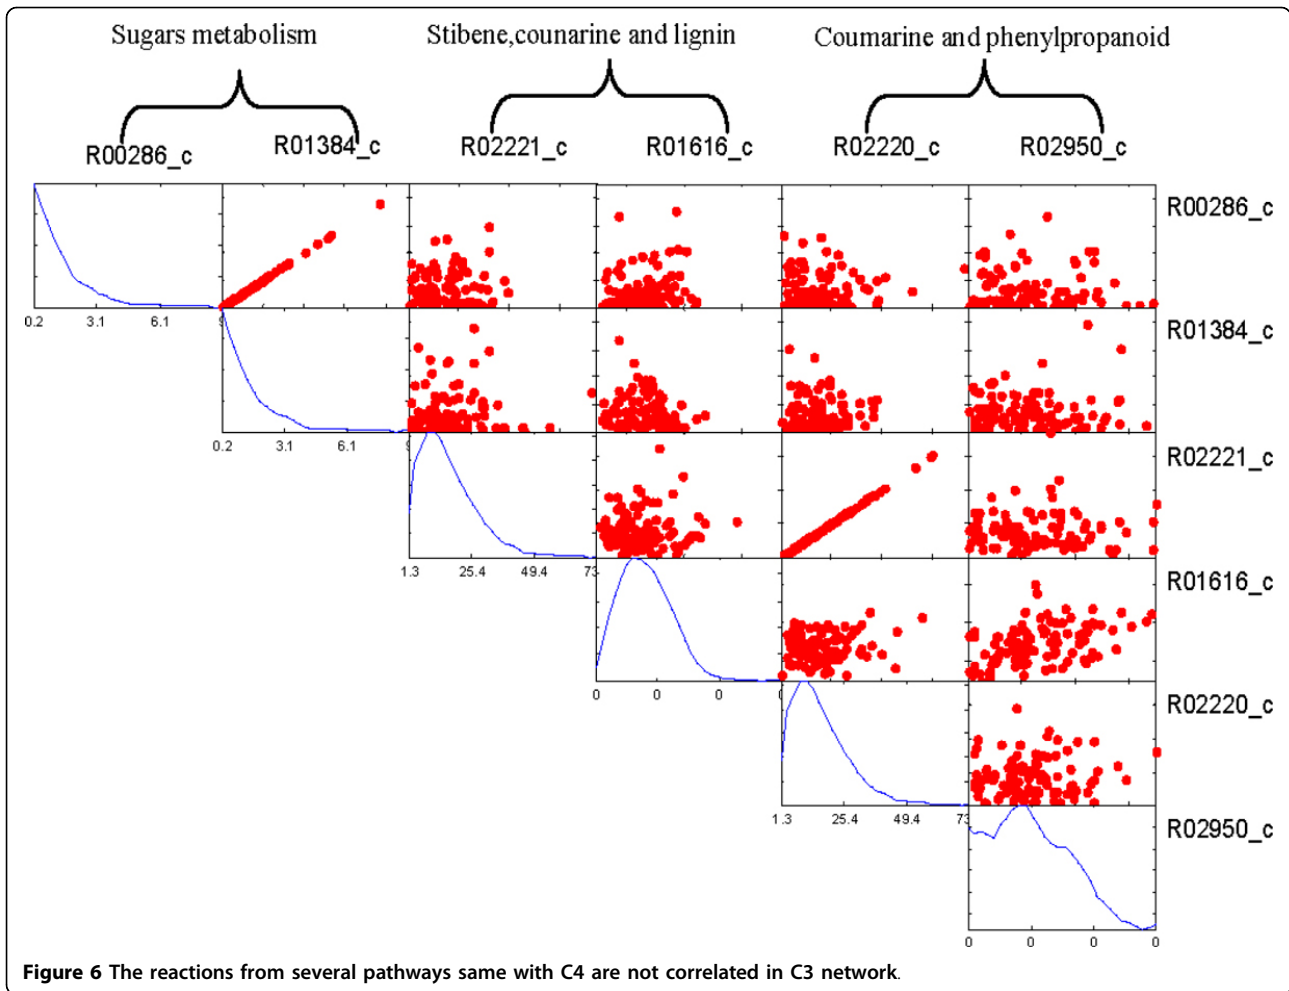 Sugars metabolism
Stibene,counarine and lignin
Coumarine and phenylpropanoid
R00286_c
R01384_c
R02221_c
R01616_c
R02220_c
R02950_c
R00286_c
0.2 3.1 6.1
R01384_c
0.2 3.1 6.1
R02221_c
1.3 25.4 49.4 73
R01616_c
0 0 0
R02220_c
1.3 25.4 49.4 73
R02950_c
0 0 0 0
Figure 6 The reactions from several pathways same with C4 are not correlated in C3 network.